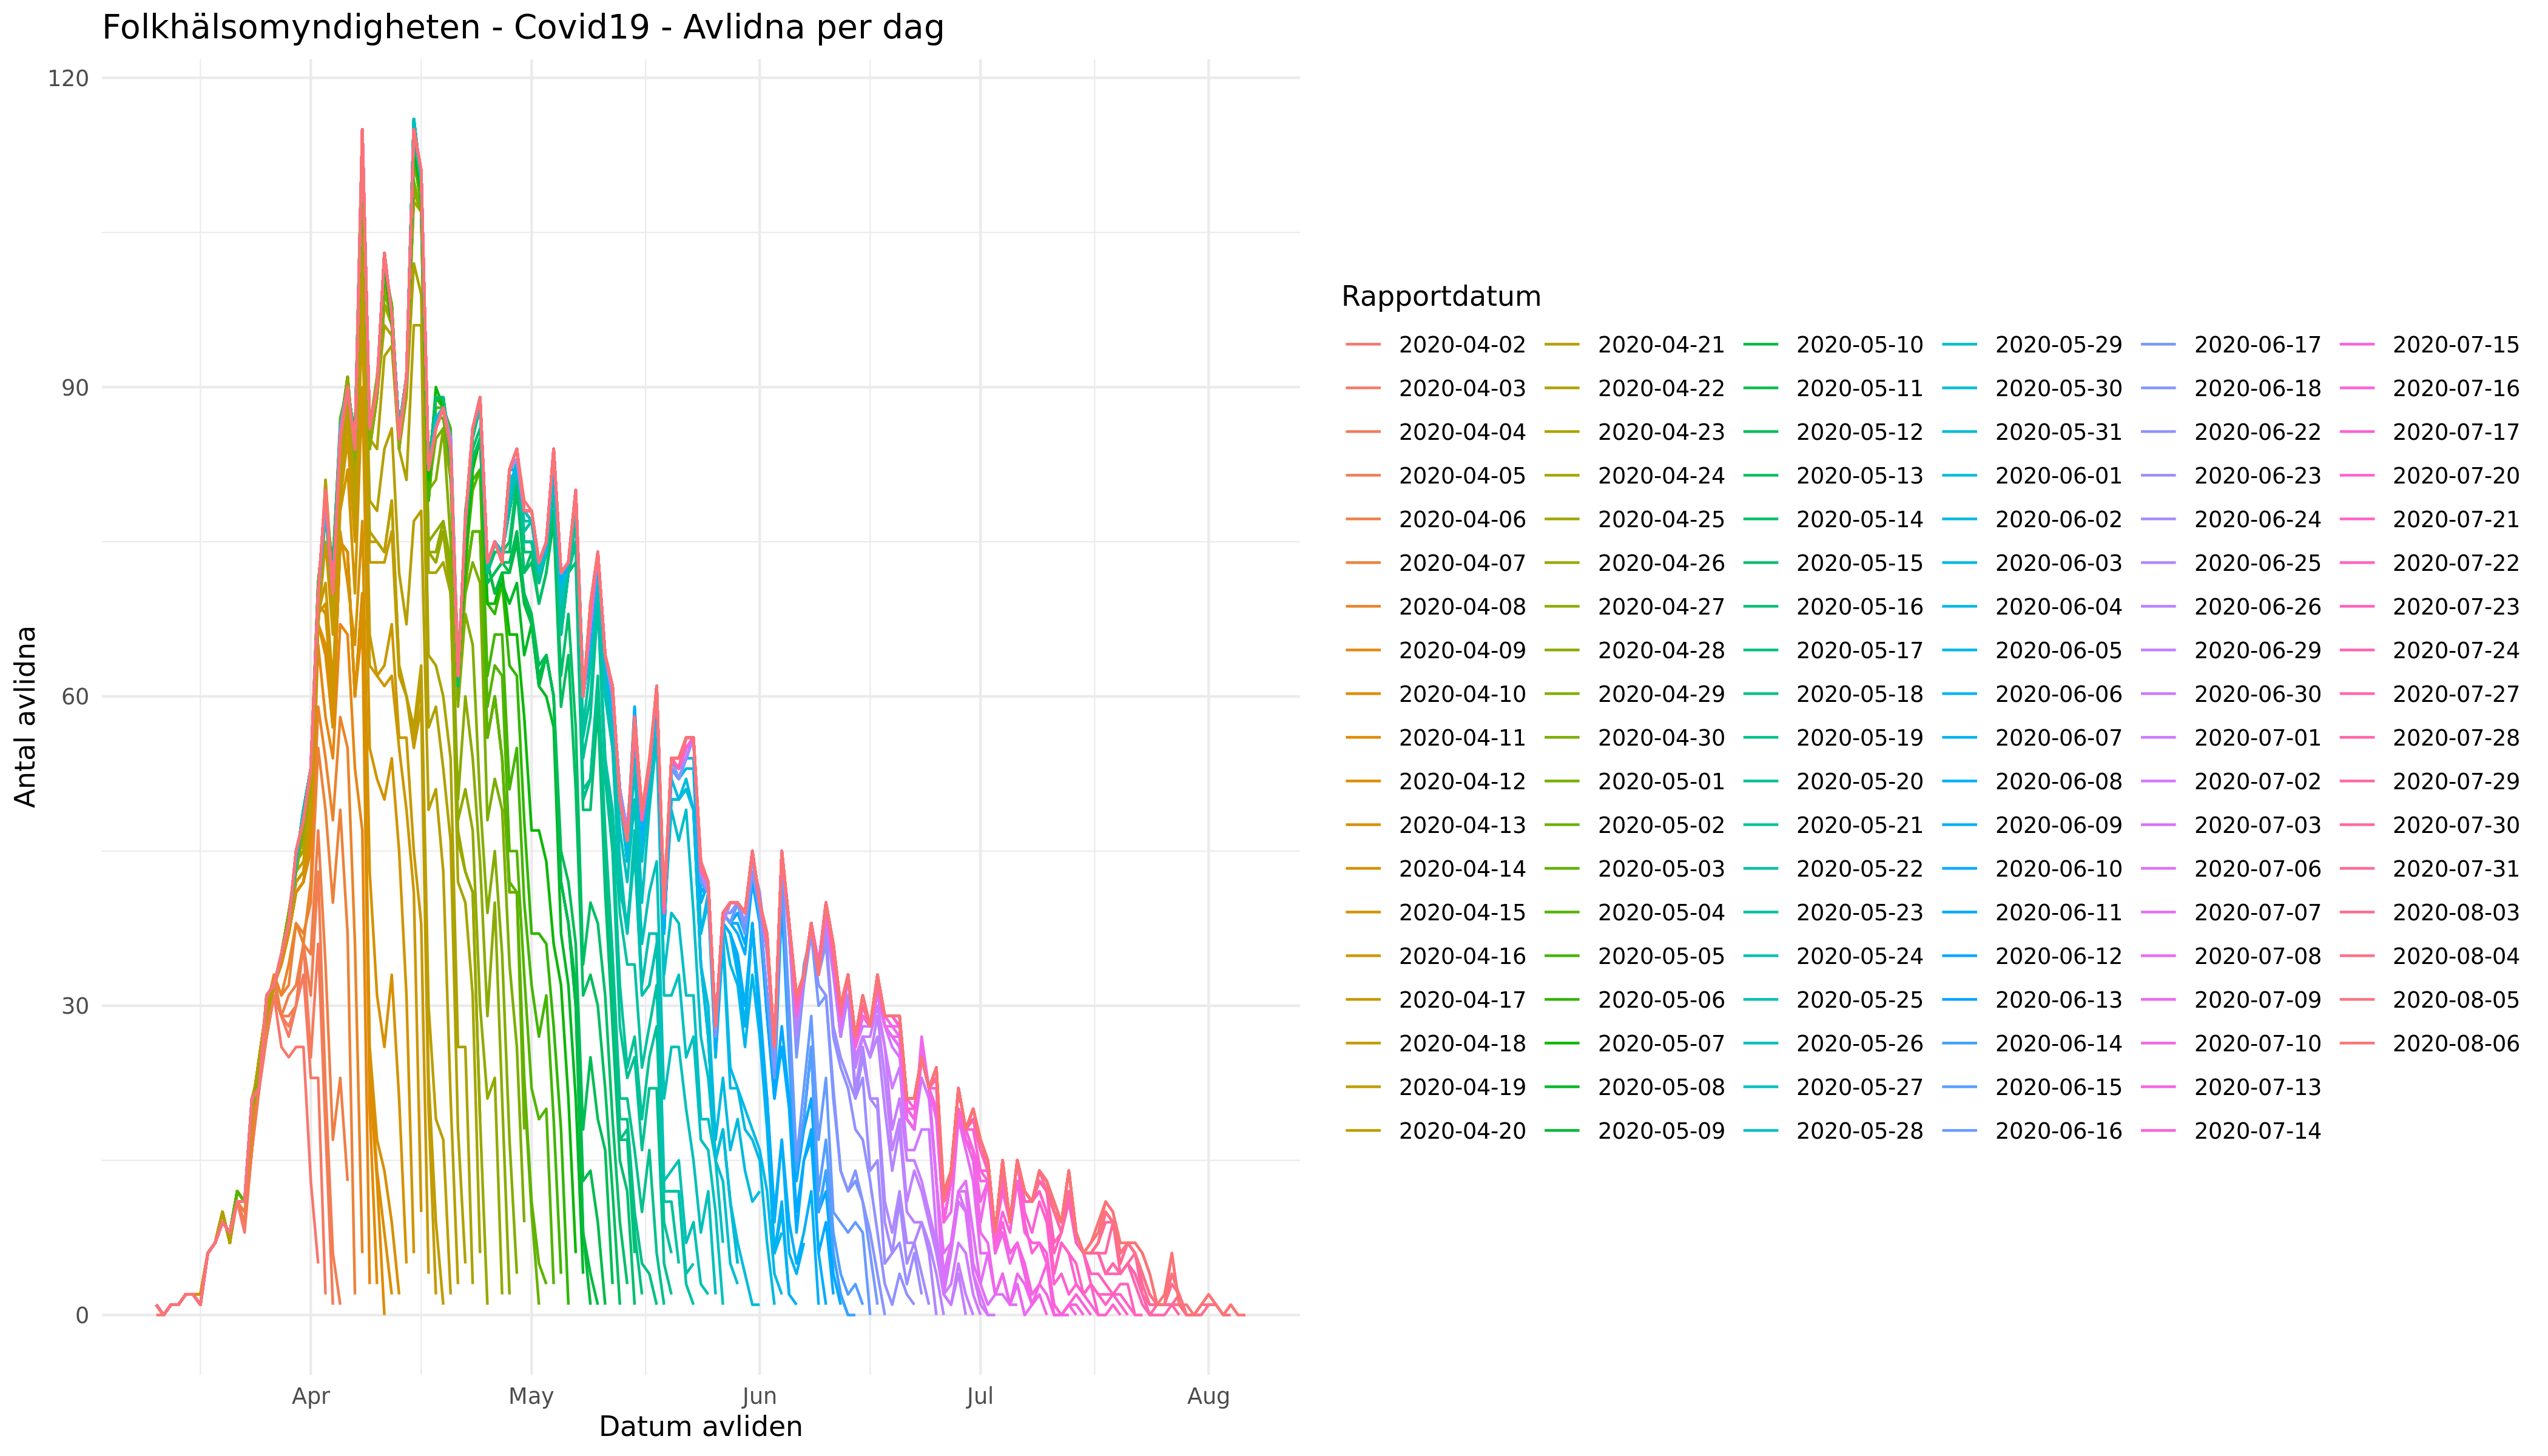 Folkhälsomyndigheten - Covid19 - Avlidna per dag
120
90
60
30
0
Antal avlidna
Apr May Jun Jul Aug
Datum avliden
Rapportdatum
2020-04-02 2020-04-21 2020-05-10 2020-05-29 2020-06-17 2020-07-15
2020-04-03 2020-04-22 2020-05-11 2020-05-30 2020-06-18 2020-07-16
2020-04-04 2020-04-23 2020-05-12 2020-05-31 2020-06-22 2020-07-17
2020-04-05 2020-04-24 2020-05-13 2020-06-01 2020-06-23 2020-07-20
2020-04-06 2020-04-25 2020-05-14 2020-06-02 2020-06-24 2020-07-21
2020-04-07 2020-04-26 2020-05-15 2020-06-03 2020-06-25 2020-07-22
2020-04-08 2020-04-27 2020-05-16 2020-06-04 2020-06-26 2020-07-23
2020-04-09 2020-04-28 2020-05-17 2020-06-05 2020-06-29 2020-07-24
2020-04-10 2020-04-29 2020-05-18 2020-06-06 2020-06-30 2020-07-27
2020-04-11 2020-04-30 2020-05-19 2020-06-07 2020-07-01 2020-07-28
2020-04-12 2020-05-01 2020-05-20 2020-06-08 2020-07-02 2020-07-29
2020-04-13 2020-05-02 2020-05-21 2020-06-09 2020-07-03 2020-07-30
2020-04-14 2020-05-03 2020-05-22 2020-06-10 2020-07-06 2020-07-31
2020-04-15 2020-05-04 2020-05-23 2020-06-11 2020-07-07 2020-08-03
2020-04-16 2020-05-05 2020-05-24 2020-06-12 2020-07-08 2020-08-04
2020-04-17 2020-05-06 2020-05-25 2020-06-13 2020-07-09 2020-08-05
2020-04-18 2020-05-07 2020-05-26 2020-06-14 2020-07-10 2020-08-06
2020-04-19 2020-05-08 2020-05-27 2020-06-15 2020-07-13
2020-04-20 2020-05-09 2020-05-28 2020-06-16 2020-07-14